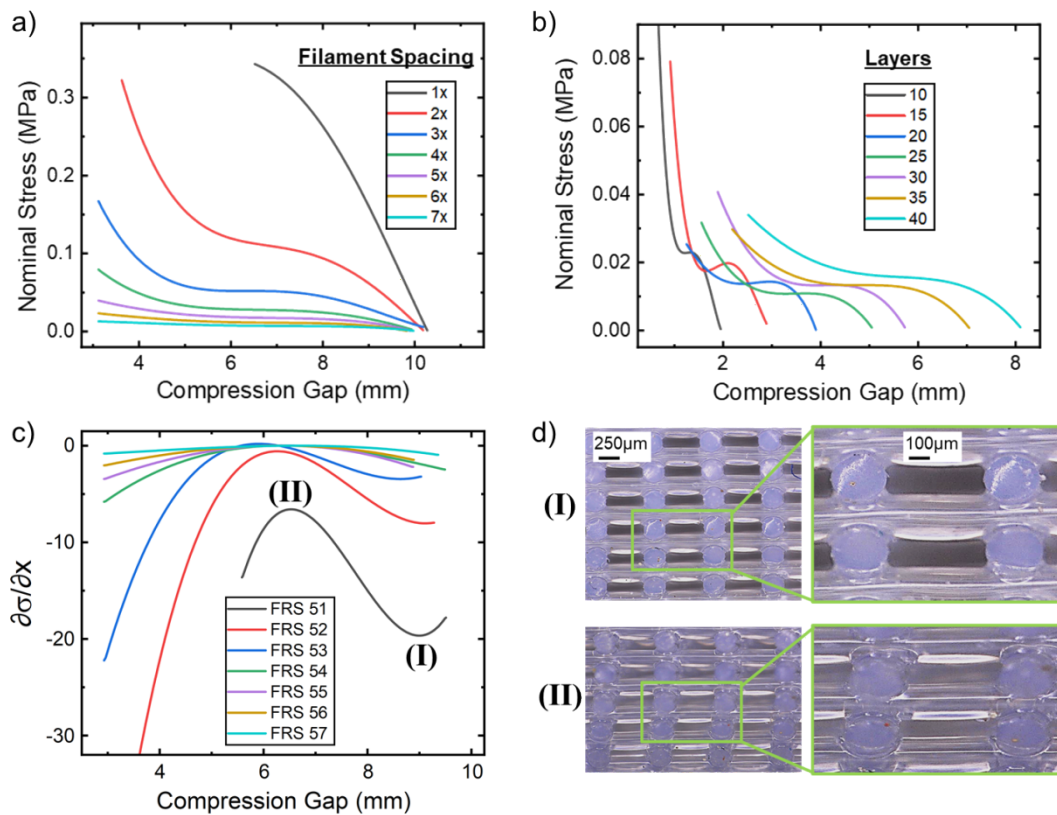 a)
Nominal Stress (MPa)
0.3
0.2
0.1
0.0
Filament Spacing
1x
2x
3x
4x
5x
6x
7x
4 6 8 10
Compression Gap (mm)
b)
Nominal Stress (MPa)
0.08
0.06
0.04
0.02
0.00
Layers
10
15
20
25
30
35
40
2 4 6 8
Compression Gap (mm)
c)
∂σ/∂x
0
-10
-20
-30
(II)
(I)
FRS 51
FRS 52
FRS 53
FRS 54
FRS 55
FRS 56
FRS 57
4 6 8 10
Compression Gap (mm)
d)
(I)
250µm
100µm
(II)